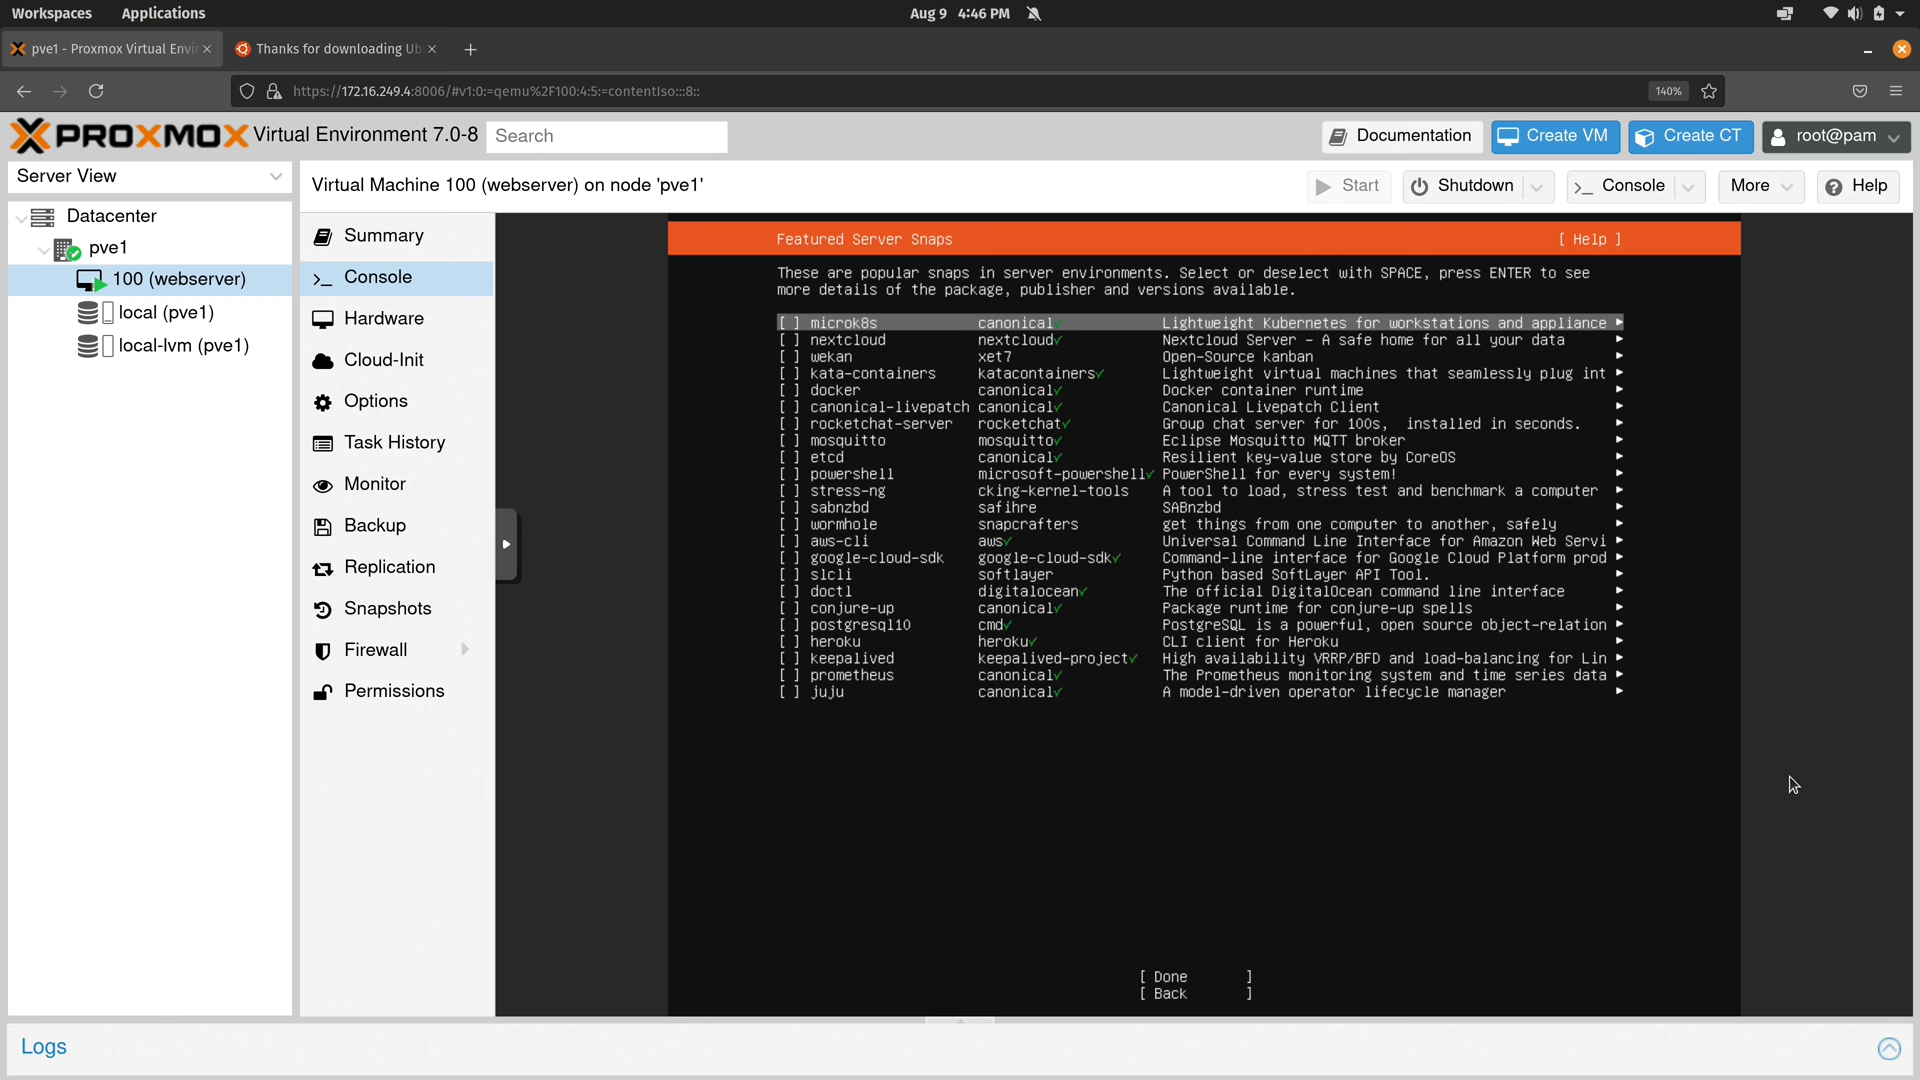 Workspaces Applications Aug 9 4:46 PM
pve1 - Proxmox Virtual Envir Thanks for downloading Ub
https://172.16.249.4:8006/#v1:0:=qemu%2F100:4:5:=contentIso:::8:: 140%
PROXMOX Virtual Environment 7.0-8 Search Documentation Create VM Create CT root@pam
Server View
Virtual Machine 100 (webserver) on node 'pve1' Start Shutdown Console More Help
Datacenter
pve1
100 (webserver)
local (pve1)
local-lvm (pve1)
Summary
Console
Hardware
Cloud-Init
Options
Task History
Monitor
Backup
Replication
Snapshots
Firewall
Permissions
Featured Server Snaps [ Help ]
These are popular snaps in server environments. Select or deselect with SPACE, press ENTER to see
more details of the package, publisher and versions available.
[ ] microk8s canonical✓ Lightweight Kubernetes for workstations and appliance ▸
[ ] nextcloud nextcloud✓ Nextcloud Server - A safe home for all your data ▸
[ ] wekan xet7 Open-Source kanban ▸
[ ] kata-containers katacontainers✓ Lightweight virtual machines that seamlessly plug int ▸
[ ] docker canonical✓ Docker container runtime ▸
[ ] canonical-livepatch canonical✓ Canonical Livepatch Client ▸
[ ] rocketchat-server rocketchat✓ Group chat server for 100s, installed in seconds. ▸
[ ] mosquitto mosquitto✓ Eclipse Mosquitto MQTT broker ▸
[ ] etcd canonical✓ Resilient key-value store by CoreOS ▸
[ ] powershell microsoft-powershell✓ PowerShell for every system! ▸
[ ] stress-ng cking-kernel-tools A tool to load, stress test and benchmark a computer ▸
[ ] sabnzbd safihre SABnzbd ▸
[ ] wormhole snapcrafters get things from one computer to another, safely ▸
[ ] aws-cli aws✓ Universal Command Line Interface for Amazon Web Servi ▸
[ ] google-cloud-sdk google-cloud-sdk✓ Command-line interface for Google Cloud Platform prod ▸
[ ] slcli softlayer Python based SoftLayer API Tool. ▸
[ ] doctl digitalocean✓ The official DigitalOcean command line interface ▸
[ ] conjure-up canonical✓ Package runtime for conjure-up spells ▸
[ ] postgresql10 cmd✓ PostgreSQL is a powerful, open source object-relation ▸
[ ] heroku heroku✓ CLI client for Heroku ▸
[ ] keepalived keepalived-project✓ High availability VRRP/BFD and load-balancing for Lin ▸
[ ] prometheus canonical✓ The Prometheus monitoring system and time series data ▸
[ ] juju canonical✓ A model-driven operator lifecycle manager ▸
[ Done ]
[ Back ]
Logs